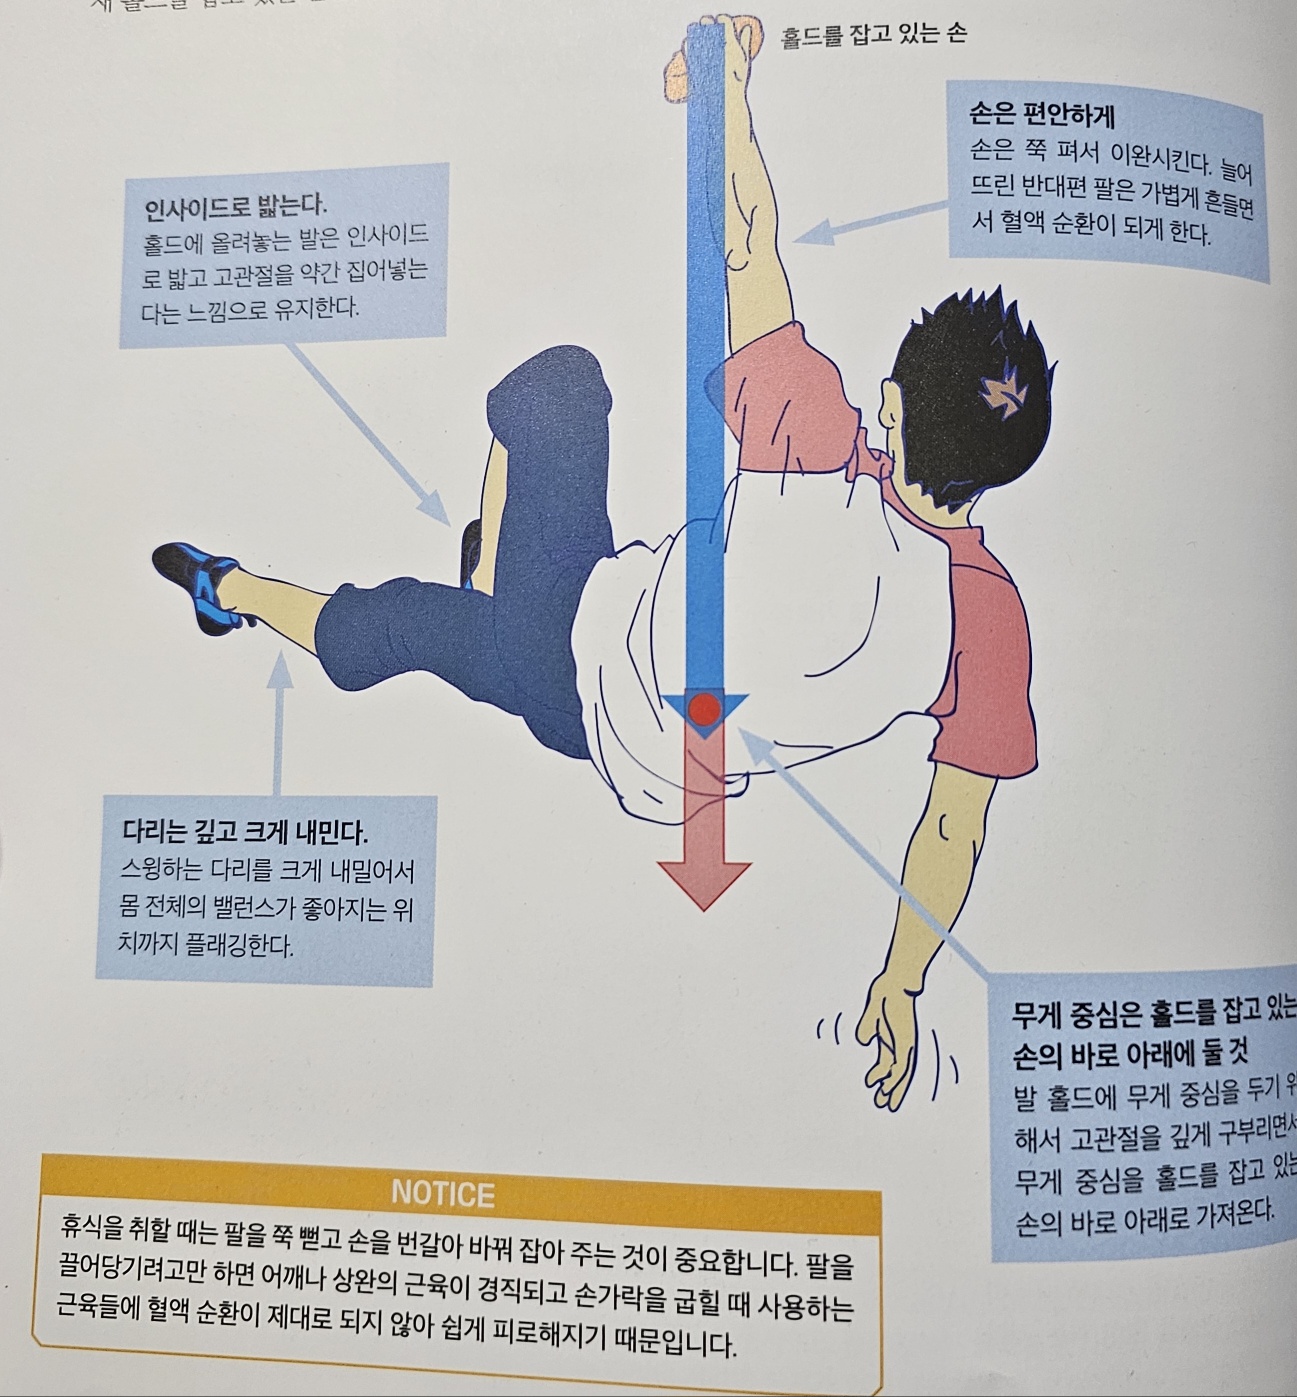 홀드를 잡고 있는 손
손은 편안하게
손은 쭉 펴서 이완시킨다. 늘어
뜨린 반대편 팔은 가볍게 흔들면
서 혈액 순환이 되게 한다.
인사이드로 밟는다.
홀드에 올려놓는 발은 인사이드
로 밟고 고관절을 약간 집어넣는
다는 느낌으로 유지한다.
다리는 깊고 크게 내민다.
스윙하는 다리를 크게 내밀어서
몸 전체의 밸런스가 좋아지는 위
치까지 플래깅한다.
무게 중심은 홀드를 잡고 있는
손의 바로 아래에 둘 것
발 홀드에 무게 중심을 두기 위
해서 고관절을 깊게 구부리면서
무게 중심을 홀드를 잡고 있는
손의 바로 아래로 가져온다.
NOTICE
휴식을 취할 때는 팔을 쭉 뻗고 손을 번갈아 바꿔 잡아 주는 것이 중요합니다. 팔을
끌어당기려고만 하면 어깨나 상완의 근육이 경직되고 손가락을 굽힐 때 사용하는
근육들에 혈액 순환이 제대로 되지 않아 쉽게 피로해지기 때문입니다.